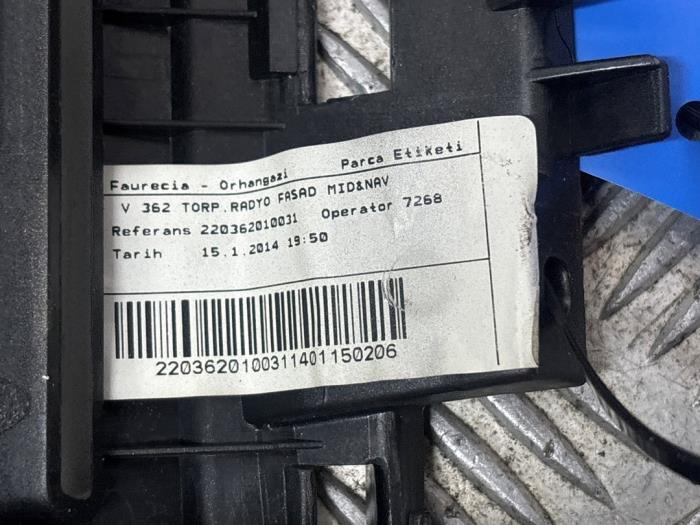 Faurecia - Orhangazi Parca Etiketi
V 362 TORP.RADYO FASAD MID&NAV
Referans 220362010031 Operator 7268
Tarih 15.1.2014 19:50
2203620100311401150206